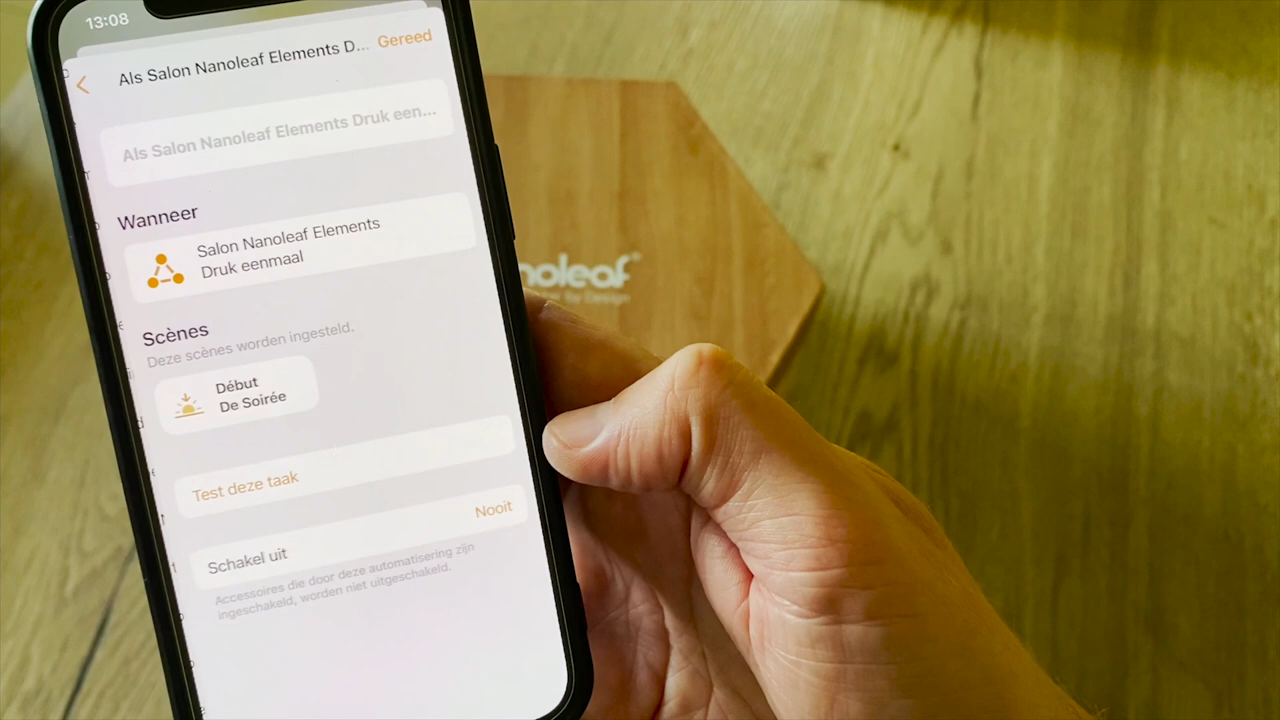 13:08
Als Salon Nanoleaf Elements D... Gereed
Als Salon Nanoleaf Elements Druk een...
Wanneer
Salon Nanoleaf Elements
Druk eenmaal
Scènes
Deze scènes worden ingesteld.
Début
De Soirée
Test deze taak
Schakel uit Nooit
Accessoires die door deze automatisering zijn
ingeschakeld, worden niet uitgeschakeld.
noleaf®
by Design